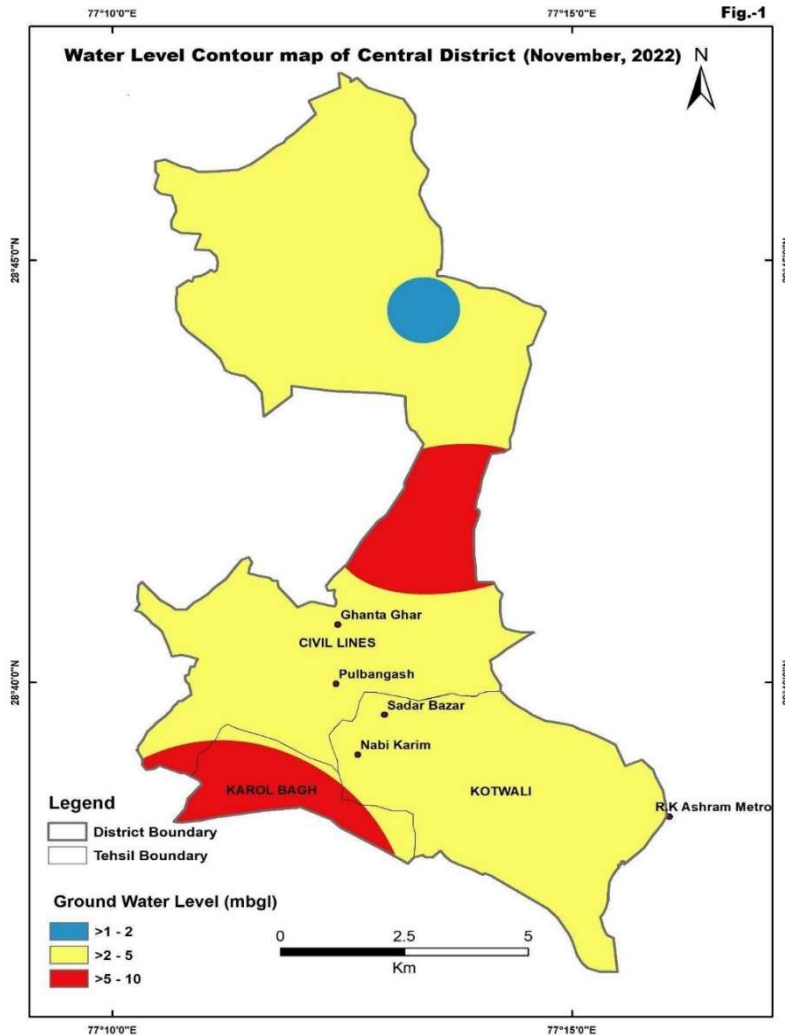 77°10'0"E
77°15'0"E
Fig.-1
Water Level Contour map of Central District (November, 2022)
N
28°45'0"N
Ghanta Ghar
CIVIL LINES
Pulbangash
28°40'0"N
Sadar Bazar
Nabi Karim
KAROL BAGH
KOTWALI
R.K Ashram Metro
Legend
District Boundary
Tehsil Boundary
Ground Water Level (mbgl)
>1 - 2
>2 - 5
>5 - 10
0
2.5
5
Km
77°10'0"E
77°15'0"E